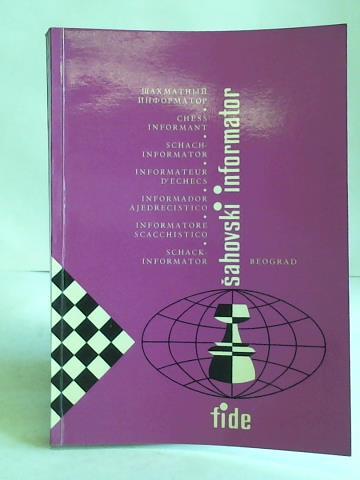 ШАХМАТНЫЙ
ИНФОРМАТОР
CHESS
INFORMANT
SCHACH-
INFORMATOR
INFORMATEUR
D'ECHECS
INFORMADOR
AJEDRECISTICO
INFORMATORE
SCACCHISTICO
SCHACK-
INFORMATOR
šahovski informator
BEOGRAD
fide